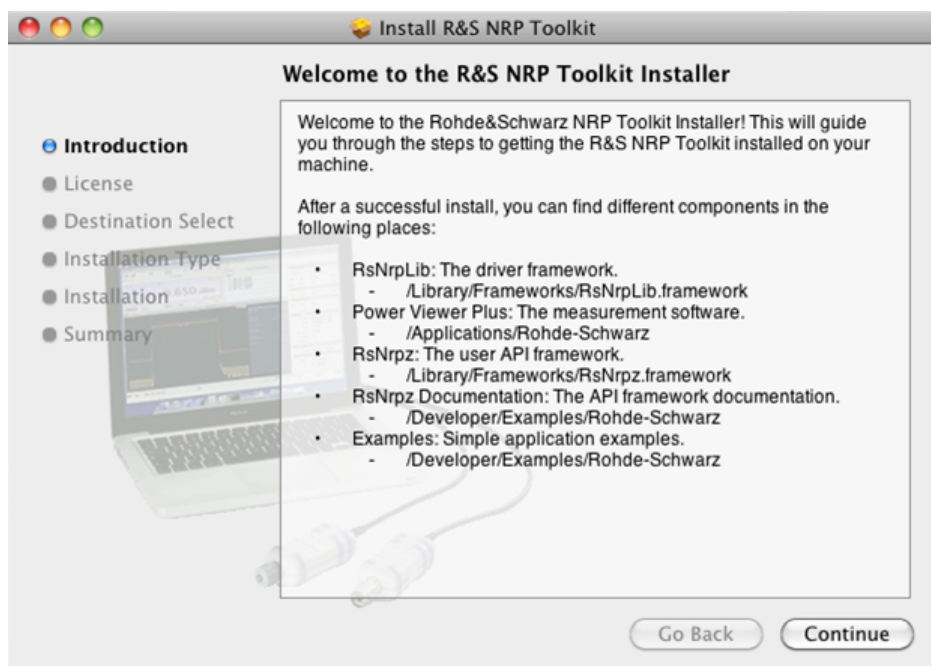 Install R&S NRP Toolkit
Welcome to the R&S NRP Toolkit Installer
Introduction
License
Destination Select
Installation Type
Installation
Summary
Welcome to the Rohde&Schwarz NRP Toolkit Installer! This will guide
you through the steps to getting the R&S NRP Toolkit installed on your
machine.
After a successful install, you can find different components in the
following places:
• RsNrpLib: The driver framework.
- /Library/Frameworks/RsNrpLib.framework
• Power Viewer Plus: The measurement software.
- /Applications/Rohde-Schwarz
• RsNrpz: The user API framework.
- /Library/Frameworks/RsNrpz.framework
• RsNrpz Documentation: The API framework documentation.
- /Developer/Examples/Rohde-Schwarz
• Examples: Simple application examples.
- /Developer/Examples/Rohde-Schwarz
Go Back
Continue